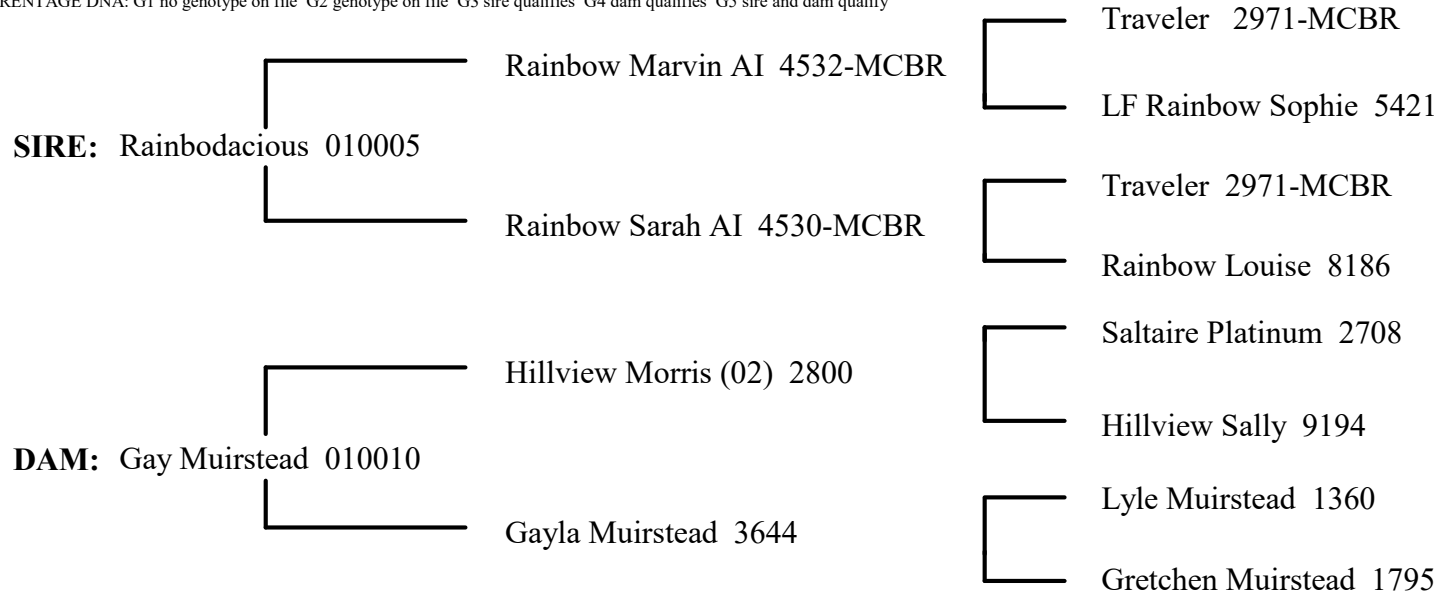 RENTAGE DNA: G1 no genotype on file G2 genotype on file G3 sire qualifies G4 dam qualifies G5 sire and dam qualify
Traveler 2971-MCBR
Rainbow Marvin AI 4532-MCBR
LF Rainbow Sophie 5421
SIRE: Rainbodacious 010005
Traveler 2971-MCBR
Rainbow Sarah AI 4530-MCBR
Rainbow Louise 8186
Saltaire Platinum 2708
Hillview Morris (02) 2800
Hillview Sally 9194
DAM: Gay Muirstead 010010
Lyle Muirstead 1360
Gayla Muirstead 3644
Gretchen Muirstead 1795